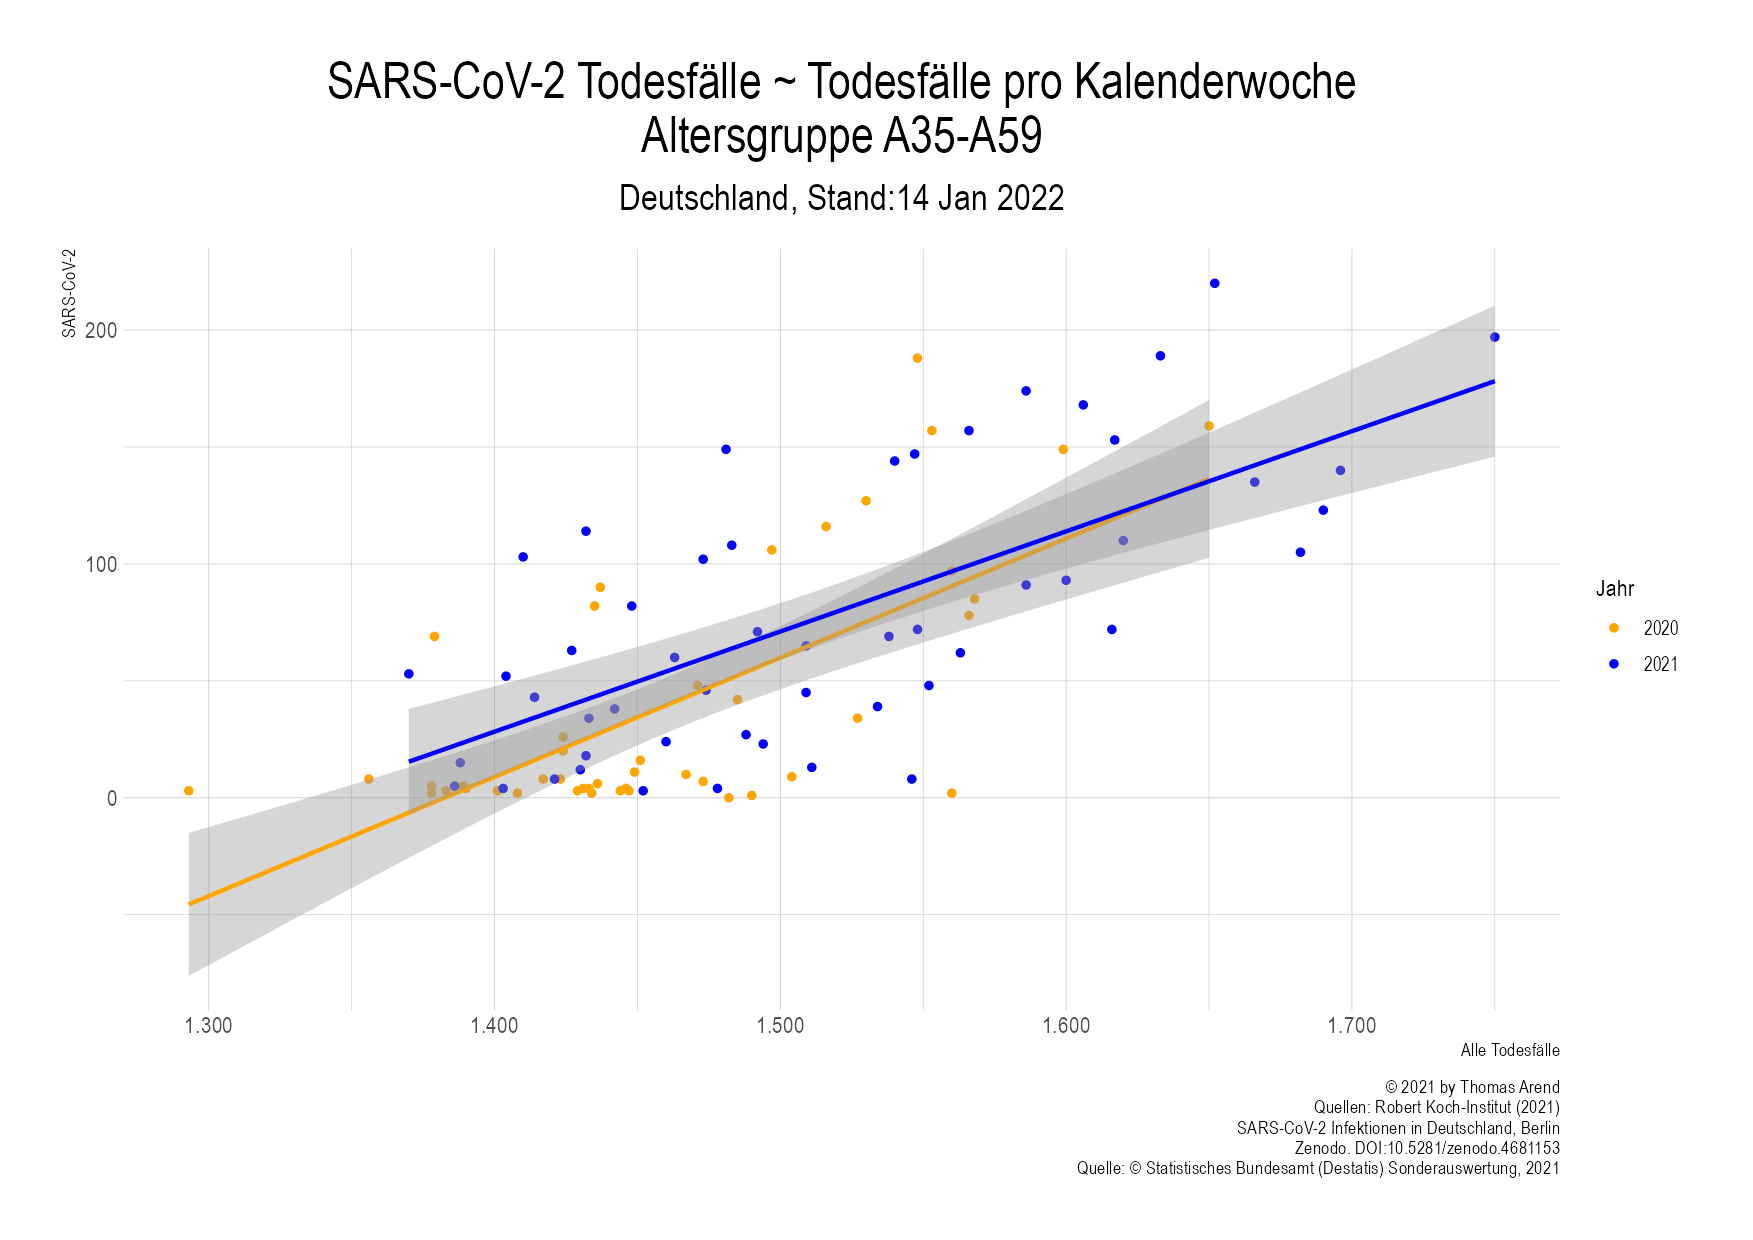 SARS-CoV-2 Todesfälle ~ Todesfälle pro Kalenderwoche
Altersgruppe A35-A59
Deutschland, Stand:14 Jan 2022
SARS-CoV-2
200
100
0
1.300
1.400
1.500
1.600
1.700
Alle Todesfälle
Jahr
2020
2021
© 2021 by Thomas Arend
Quellen: Robert Koch-Institut (2021)
SARS-CoV-2 Infektionen in Deutschland, Berlin
Zenodo. DOI:10.5281/zenodo.4681153
Quelle: © Statistisches Bundesamt (Destatis) Sonderauswertung, 2021